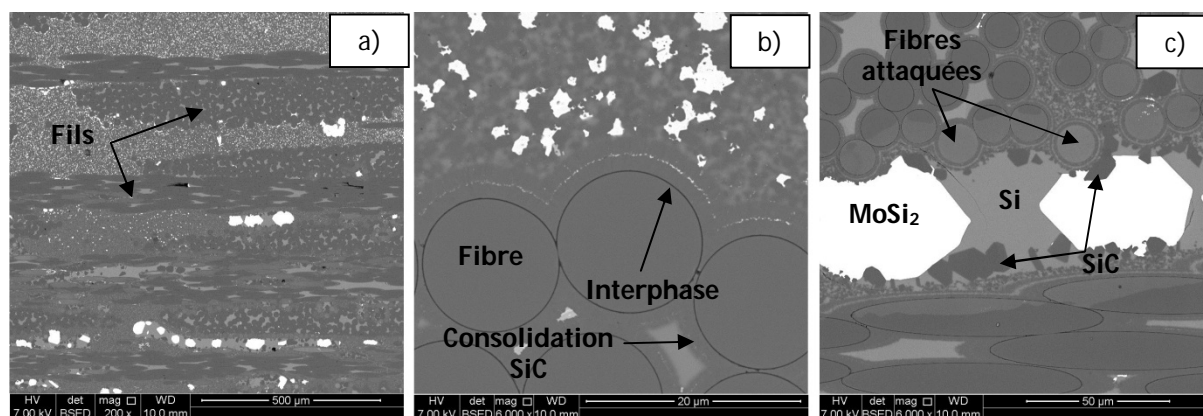 a)
Fils
HV
det
mag □
WD
7.00 kV
BSED
200 x
10.0 mm
500 µm
b)
Fibre
Interphase
Consolidation
SiC
HV
det
mag □
WD
7.00 kV
BSED
6,000 x
10.0 mm
20 µm
c)
Fibres
attaquées
MoSi₂
Si
SiC
HV
det
mag □
WD
7.00 kV
BSED
6,000 x
10.0 mm
50 µm